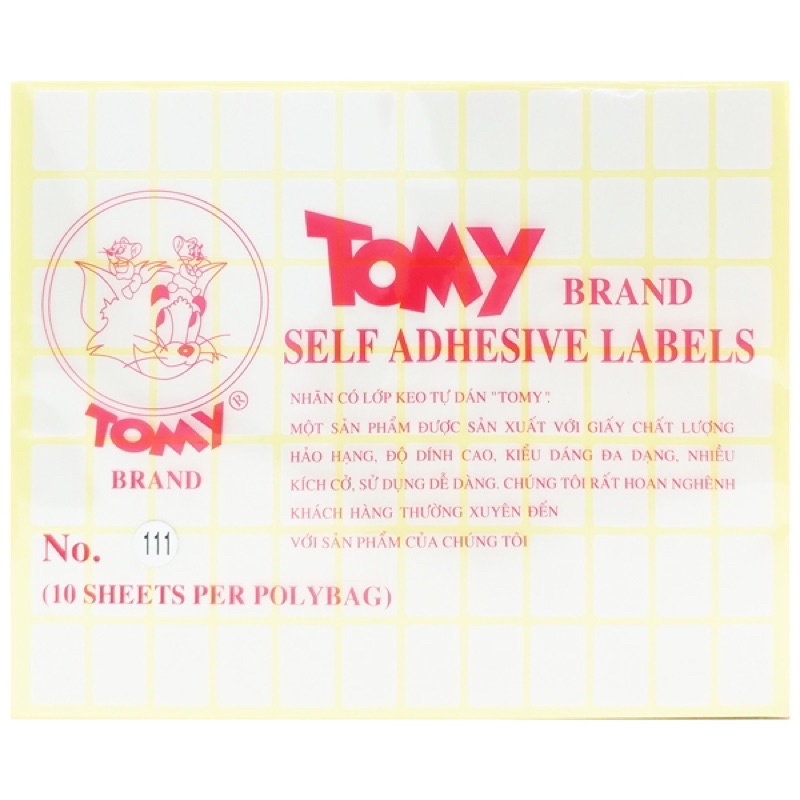 TOMY BRAND
SELF ADHESIVE LABELS
NHÃN CÓ LỚP KEO TỰ DÁN "TOMY".
MỘT SẢN PHẨM ĐƯỢC SẢN XUẤT VỚI GIẤY CHẤT LƯỢNG
HẢO HẠNG, ĐỘ DÍNH CAO, KIỂU DÁNG ĐA DẠNG, NHIỀU
KÍCH CỞ, SỬ DỤNG DỄ DÀNG. CHÚNG TÔI RẤT HOAN NGHÊNH
KHÁCH HÀNG THƯỜNG XUYÊN ĐẾN
VỚI SẢN PHẨM CỦA CHÚNG TÔI
TOMY®
BRAND
No. 111
(10 SHEETS PER POLYBAG)